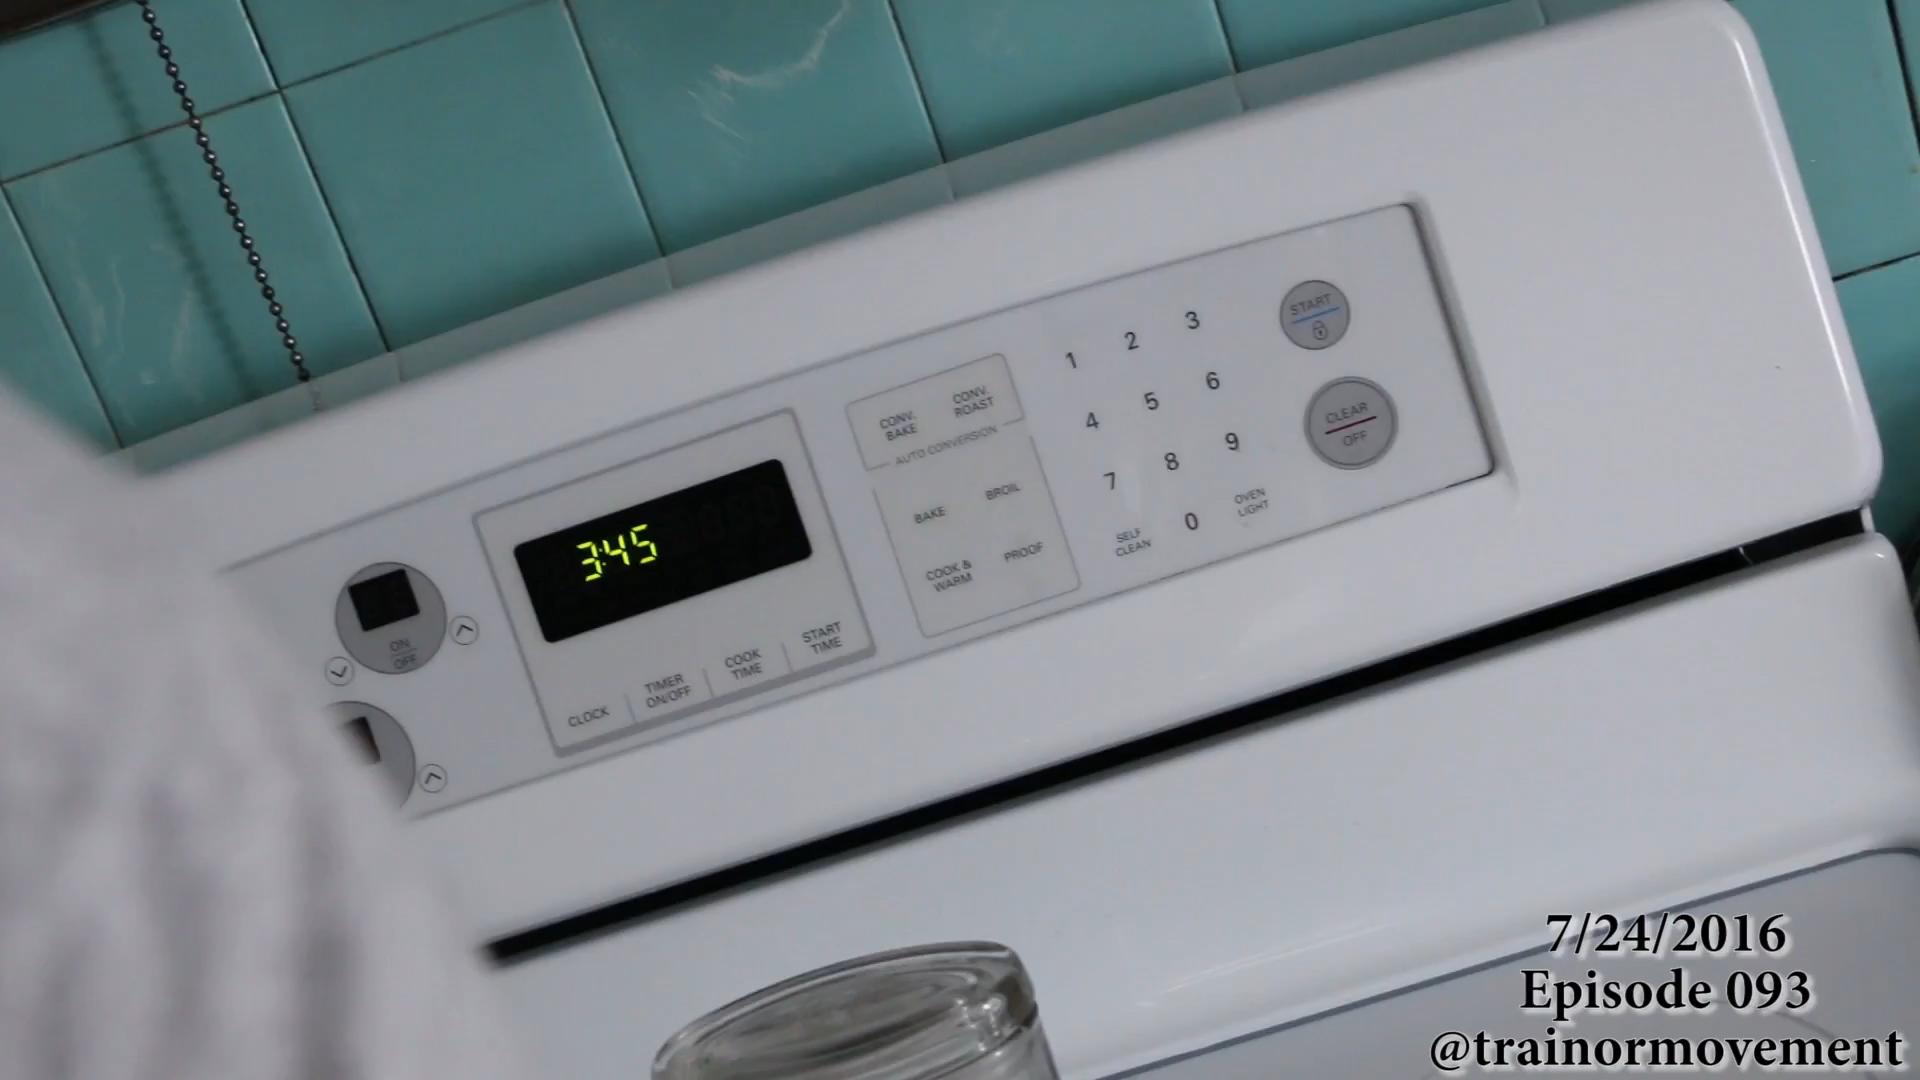 3:45
ON
OFF
CLOCK
TIMER
ON/OFF
COOK
TIME
START
TIME
CONV.
BAKE
CONV.
ROAST
AUTO CONVERSION
BAKE
BROIL
COOK &
WARM
PROOF
1 2 3
4 5 6
7 8 9
SELF
CLEAN
0
OVEN
LIGHT
START
CLEAR
OFF
7/24/2016
Episode 093
@trainormovement